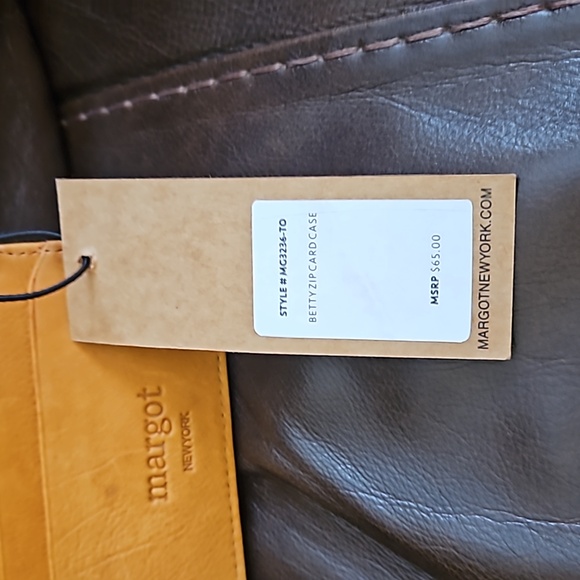 STYLE # MG3236-TO
BETTY ZIP CARD CASE
MSRP $65.00
MARGOTNEWYORK.COM
margot
NEW YORK